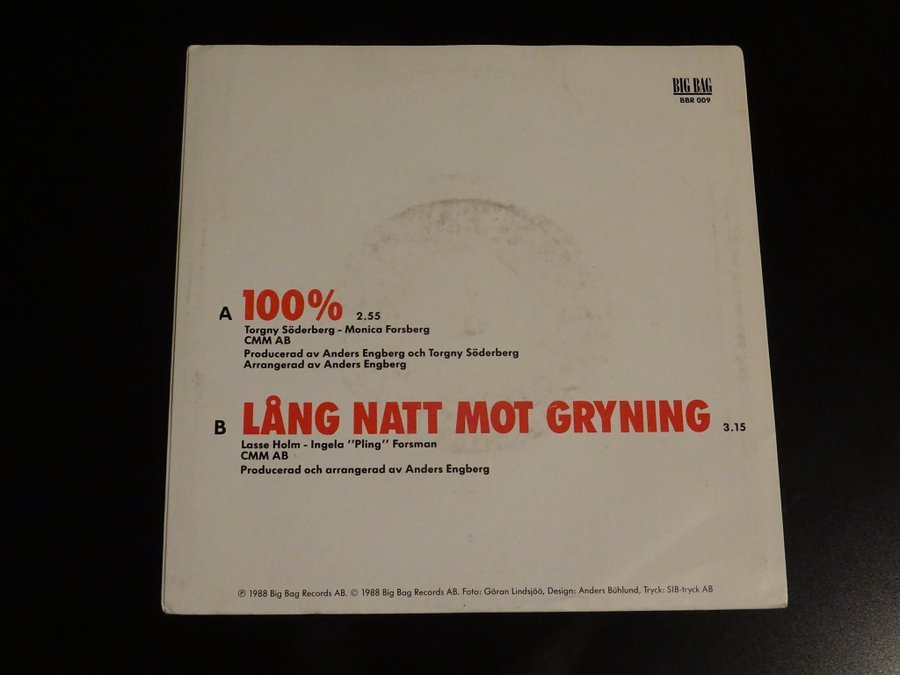 BIG BAG
BBR 009
A 100% 2.55
Torgny Söderberg - Monica Forsberg
CMM AB
Producerad av Anders Engberg och Torgny Söderberg
Arrangerad av Anders Engberg
B LÅNG NATT MOT GRYNING 3.15
Lasse Holm - Ingela ''Pling'' Forsman
CMM AB
Producerad och arrangerad av Anders Engberg
℗ 1988 Big Bag Records AB. © 1988 Big Bag Records AB. Foto: Göran Lindsjöö, Design: Anders Bühlund, Tryck: SIB-tryck AB